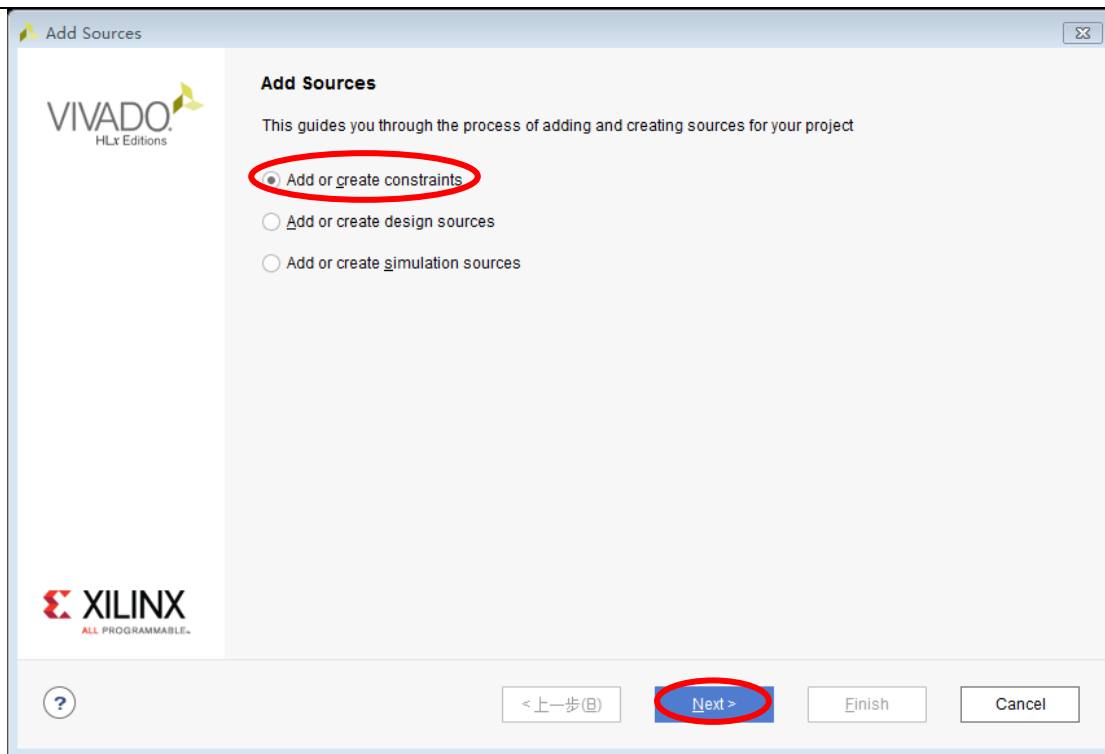 Add Sources
VIVADO.
HLx Editions
Add Sources
This guides you through the process of adding and creating sources for your project
Add or create constraints
Add or create design sources
Add or create simulation sources
XILINX
ALL PROGRAMMABLE™
?
<上一步(B)
Next >
Finish
Cancel